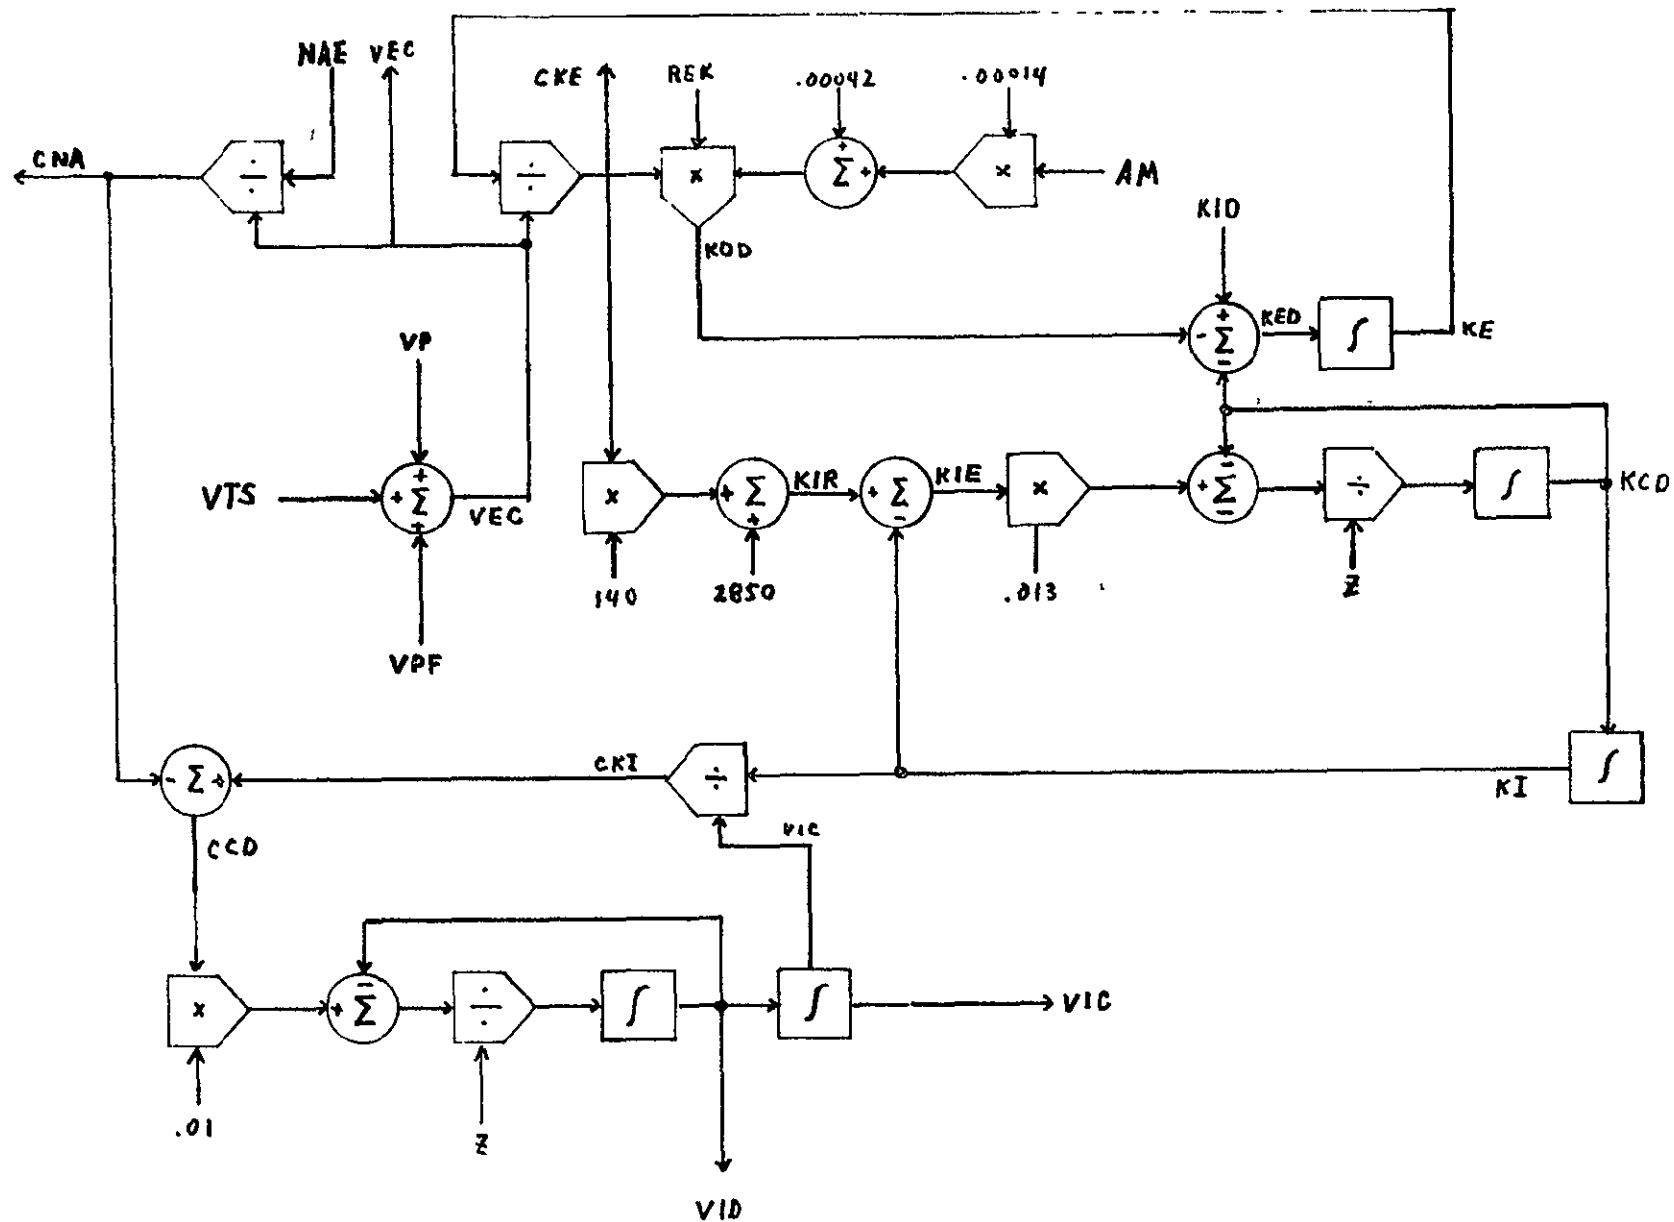 NAE VEC
CKE
REK
.00042
.00014
CNA
÷
÷
x
Σ
+
+
x
AM
KID
KOD
+
- Σ
-
KED
∫
KE
VP
VTS
+
+ Σ
+
VEC
VPF
x
140
+ Σ
+
2850
KIR
+ Σ
-
KIE
x
.013
-
+ Σ
-
÷
Z
∫
KCD
- Σ +
CKI
÷
VIC
KI
∫
CCD
x
.01
-
+ Σ
÷
Z
∫
∫
VIC
VID